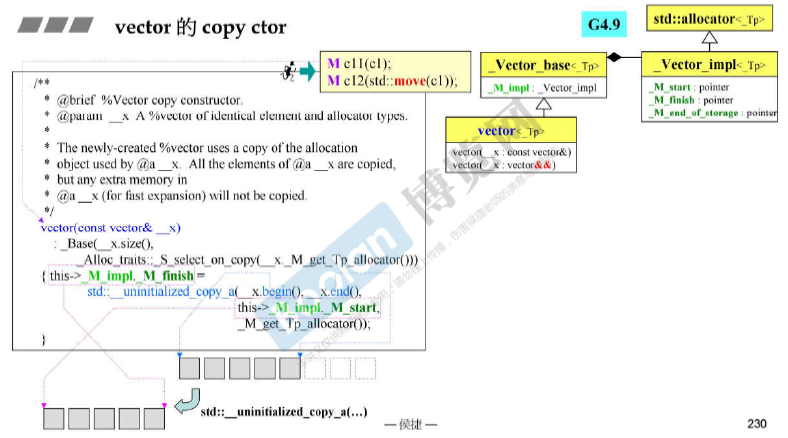 vector 的 copy ctor
G4.9
std::allocator<_Tp>
M c11(c1);
M c12(std::move(c1));
_Vector_base<_Tp>
_M_impl : _Vector_impl
_Vector_impl<_Tp>
_M_start : pointer
_M_finish : pointer
_M_end_of_storage : pointer
vector<_Tp>
vector(__x : const vector&)
vector(__x : vector&&)
/**
* @brief %Vector copy constructor.
* @param __x A %vector of identical element and allocator types.
*
* The newly-created %vector uses a copy of the allocation
* object used by @a __x. All the elements of @a __x are copied,
* but any extra memory in
* @a __x (for fast expansion) will not be copied.
*/
vector(const vector& __x)
: _Base(__x.size(),
_Alloc_traits::_S_select_on_copy(__x._M_get_Tp_allocator()))
{ this->_M_impl._M_finish =
std::__uninitialized_copy_a(__x.begin(), __x.end(),
this->_M_impl._M_start,
_M_get_Tp_allocator());
}
std::__uninitialized_copy_a(…)
boolan 博览网
— 侯捷 —
230